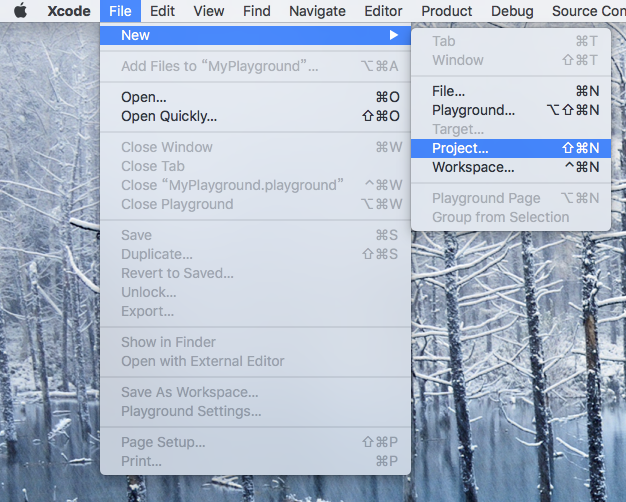 Xcode File Edit View Find Navigate Editor Product Debug Source Con
New ▶
Add Files to “MyPlayground”... ⌥⌘A
Open... ⌘O
Open Quickly... ⇧⌘O
Close Window ⌘W
Close Tab
Close “MyPlayground.playground” ^⌘W
Close Playground ⌥⌘W
Save ⌘S
Duplicate... ⇧⌘S
Revert to Saved...
Unlock...
Export...
Show in Finder
Open with External Editor
Save As Workspace...
Playground Settings...
Page Setup... ⇧⌘P
Print... ⌘P
Tab ⌘T
Window ⇧⌘T
File... ⌘N
Playground... ⌥⇧⌘N
Target...
Project... ⇧⌘N
Workspace... ^⌘N
Playground Page ⌥⌘N
Group from Selection